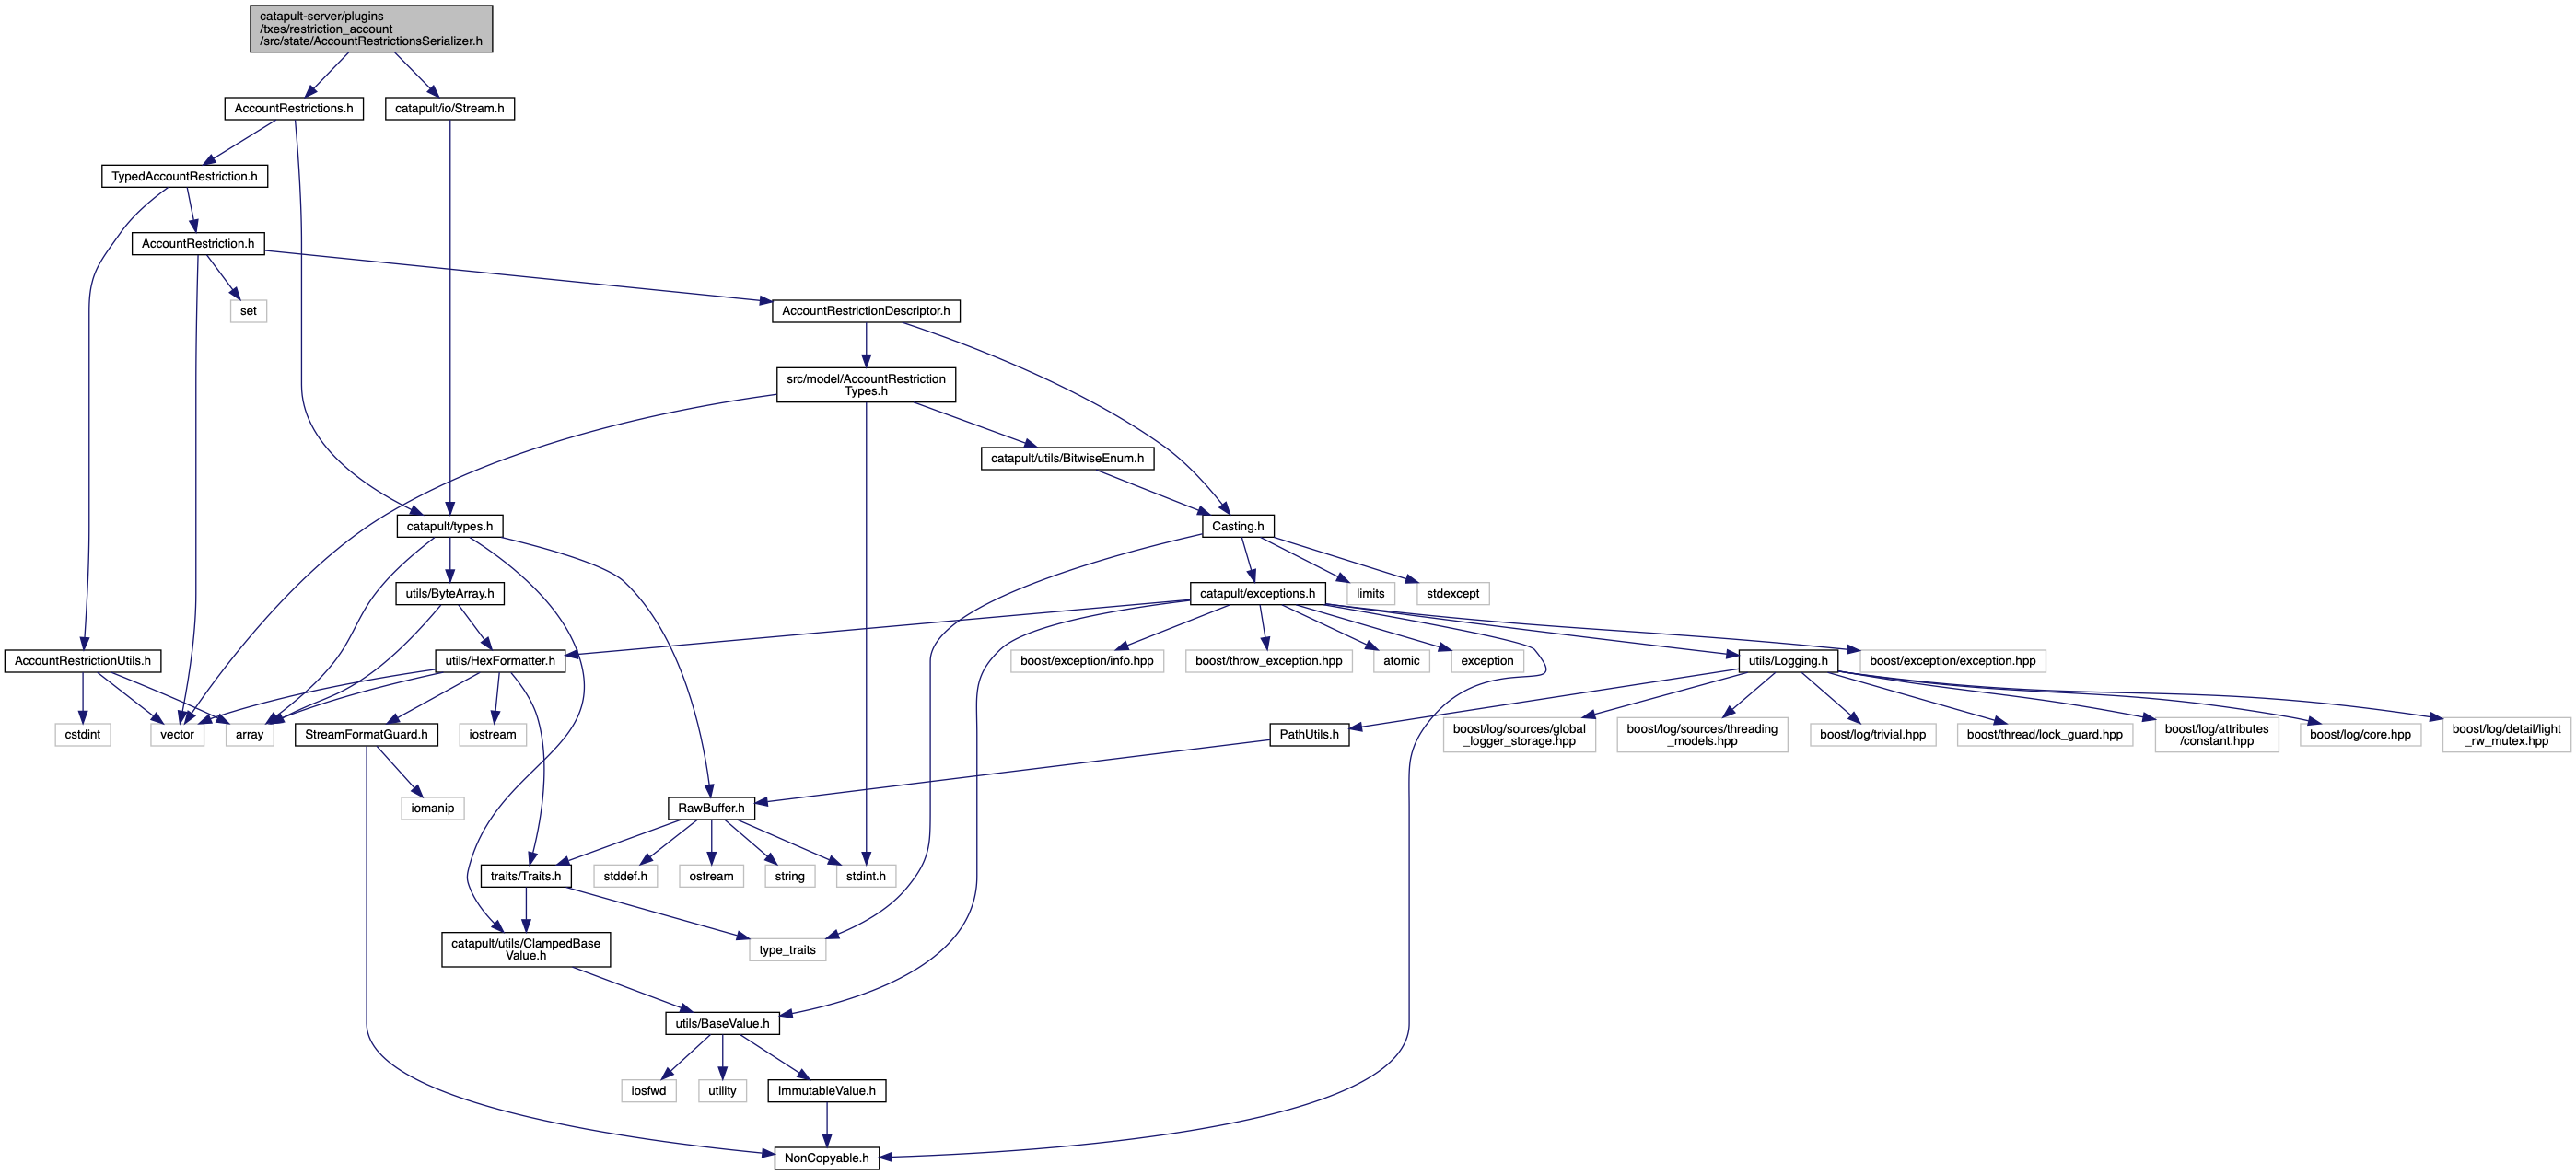 catapult-server/plugins
/txes/restriction_account
/src/state/AccountRestrictionsSerializer.h
AccountRestrictions.h
catapult/io/Stream.h
TypedAccountRestriction.h
AccountRestriction.h
set
AccountRestrictionDescriptor.h
src/model/AccountRestriction
Types.h
catapult/utils/BitwiseEnum.h
catapult/types.h
Casting.h
utils/ByteArray.h
catapult/exceptions.h
limits
stdexcept
AccountRestrictionUtils.h
utils/HexFormatter.h
boost/exception/info.hpp
boost/throw_exception.hpp
atomic
exception
utils/Logging.h
boost/exception/exception.hpp
cstdint
vector
array
StreamFormatGuard.h
iostream
PathUtils.h
boost/log/sources/global
_logger_storage.hpp
boost/log/sources/threading
_models.hpp
boost/log/trivial.hpp
boost/thread/lock_guard.hpp
boost/log/attributes
/constant.hpp
boost/log/core.hpp
boost/log/detail/light
_rw_mutex.hpp
iomanip
RawBuffer.h
traits/Traits.h
stddef.h
ostream
string
stdint.h
catapult/utils/ClampedBase
Value.h
type_traits
utils/BaseValue.h
iosfwd
utility
ImmutableValue.h
NonCopyable.h